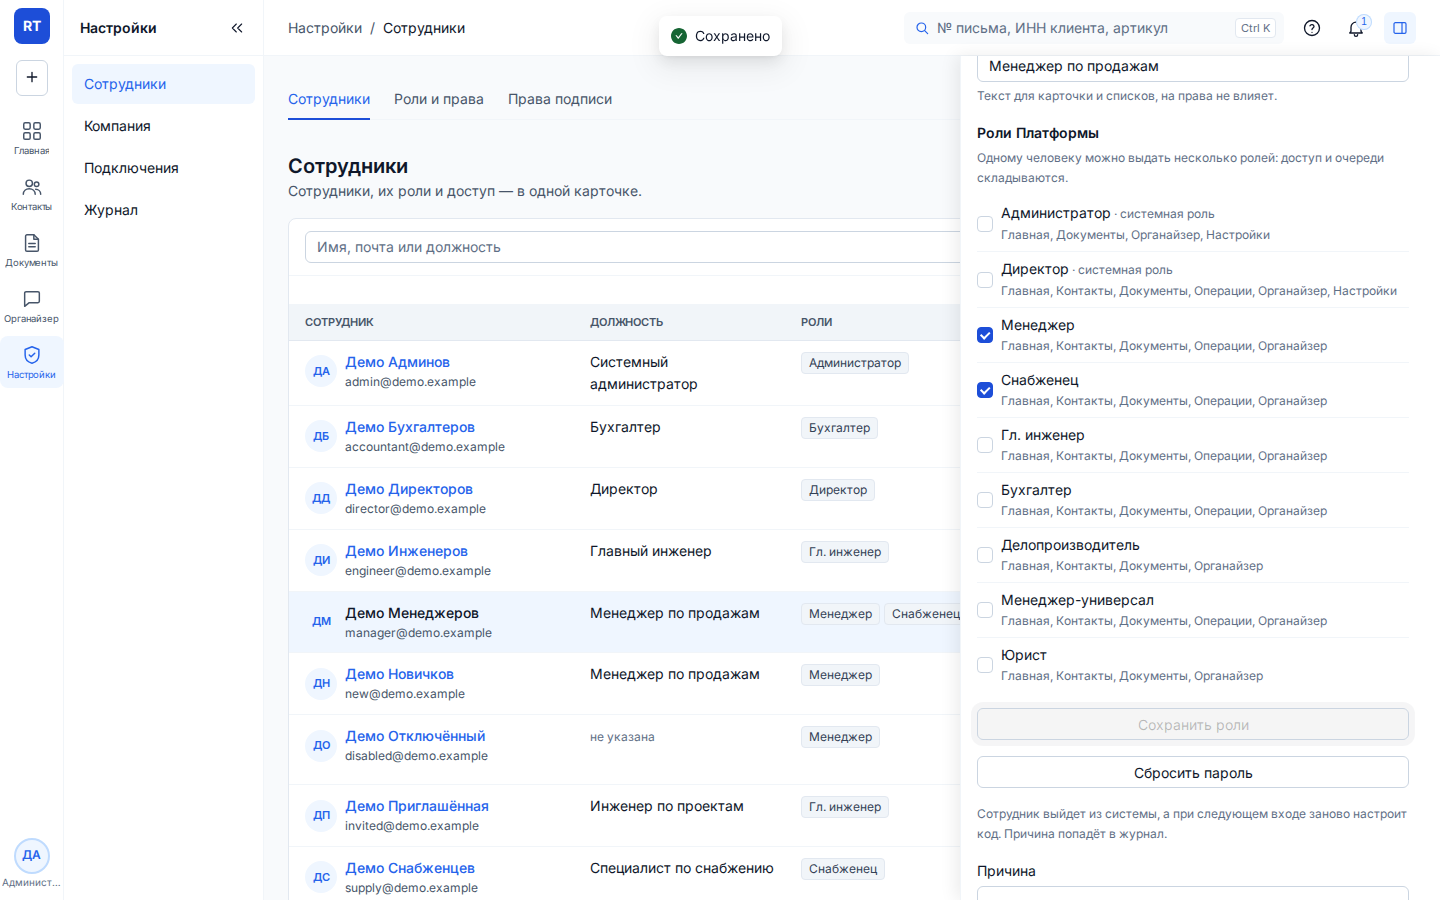 RT
Главная
Контакты
Документы
Органайзер
Настройки
ДА
Админист...
Настройки
Сотрудники
Компания
Подключения
Журнал
Настройки / Сотрудники
Сохранено
№ письма, ИНН клиента, артикул
Ctrl K
1
Сотрудники
Роли и права
Права подписи
Сотрудники
Сотрудники, их роли и доступ — в одной карточке.
Имя, почта или должность
СОТРУДНИК ДОЛЖНОСТЬ РОЛИ
ДА Демо Админов
admin@demo.example
Системный
администратор
Администратор
ДБ Демо Бухгалтеров
accountant@demo.example
Бухгалтер
Бухгалтер
ДД Демо Директоров
director@demo.example
Директор
Директор
ДИ Демо Инженеров
engineer@demo.example
Главный инженер
Гл. инженер
ДМ Демо Менеджеров
manager@demo.example
Менеджер по продажам
Менеджер
Снабженец
ДН Демо Новичков
new@demo.example
Менеджер по продажам
Менеджер
ДО Демо Отключённый
disabled@demo.example
не указана
Менеджер
ДП Демо Приглашённая
invited@demo.example
Инженер по проектам
Гл. инженер
ДС Демо Снабженцев
supply@demo.example
Специалист по снабжению
Снабженец
Менеджер по продажам
Текст для карточки и списков, на права не влияет.
Роли Платформы
Одному человеку можно выдать несколько ролей: доступ и очереди
складываются.
Администратор · системная роль
Главная, Документы, Органайзер, Настройки
Директор · системная роль
Главная, Контакты, Документы, Операции, Органайзер, Настройки
Менеджер
Главная, Контакты, Документы, Операции, Органайзер
Снабженец
Главная, Контакты, Документы, Операции, Органайзер
Гл. инженер
Главная, Контакты, Документы, Операции, Органайзер
Бухгалтер
Главная, Контакты, Документы, Операции, Органайзер
Делопроизводитель
Главная, Контакты, Документы, Органайзер
Менеджер-универсал
Главная, Контакты, Документы, Операции, Органайзер
Юрист
Главная, Контакты, Документы, Органайзер
Сохранить роли
Сбросить пароль
Сотрудник выйдет из системы, а при следующем входе заново настроит
код. Причина попадёт в журнал.
Причина